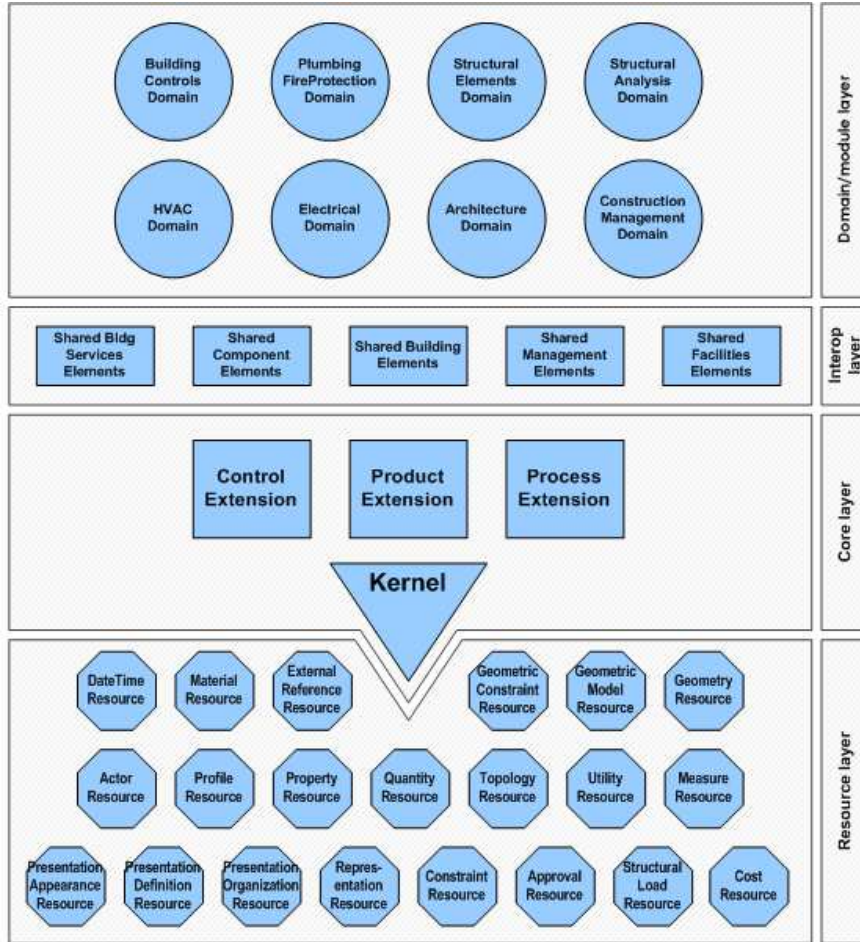 Building
Controls
Domain
Plumbing
FireProtection
Domain
Structural
Elements
Domain
Structural
Analysis
Domain
HVAC
Domain
Electrical
Domain
Architecture
Domain
Construction
Management
Domain
Domain/module layer
Shared Bldg
Services
Elements
Shared
Component
Elements
Shared Building
Elements
Shared
Management
Elements
Shared
Facilities
Elements
Interop
layer
Control
Extension
Product
Extension
Process
Extension
Kernel
Core layer
DateTime
Resource
Material
Resource
External
Reference
Resource
Geometric
Constraint
Resource
Geometric
Model
Resource
Geometry
Resource
Actor
Resource
Profile
Resource
Property
Resource
Quantity
Resource
Topology
Resource
Utility
Resource
Measure
Resource
Presentation
Appearance
Resource
Presentation
Definition
Resource
Presentation
Organization
Resource
Repres-
entation
Resource
Constraint
Resource
Approval
Resource
Structural
Load
Resource
Cost
Resource
Resource layer